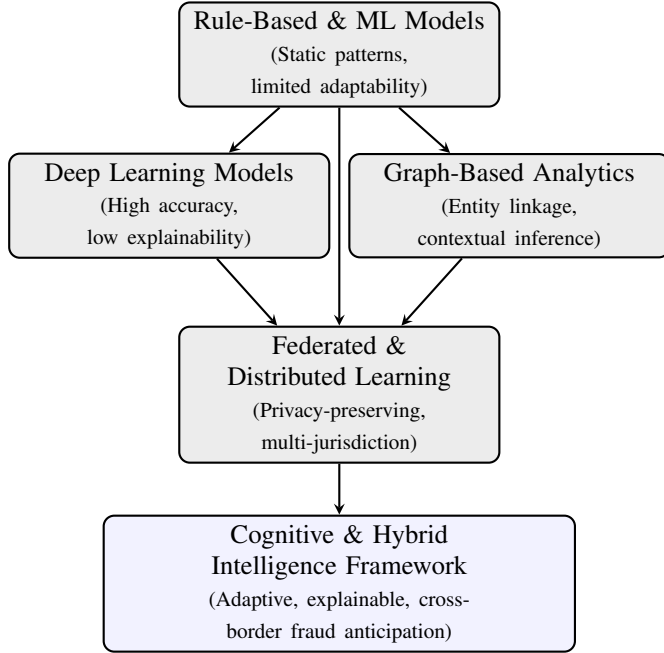 Rule-Based & ML Models
(Static patterns,
limited adaptability)
Deep Learning Models
(High accuracy,
low explainability)
Graph-Based Analytics
(Entity linkage,
contextual inference)
Federated &
Distributed Learning
(Privacy-preserving,
multi-jurisdiction)
Cognitive & Hybrid
Intelligence Framework
(Adaptive, explainable, cross-
border fraud anticipation)